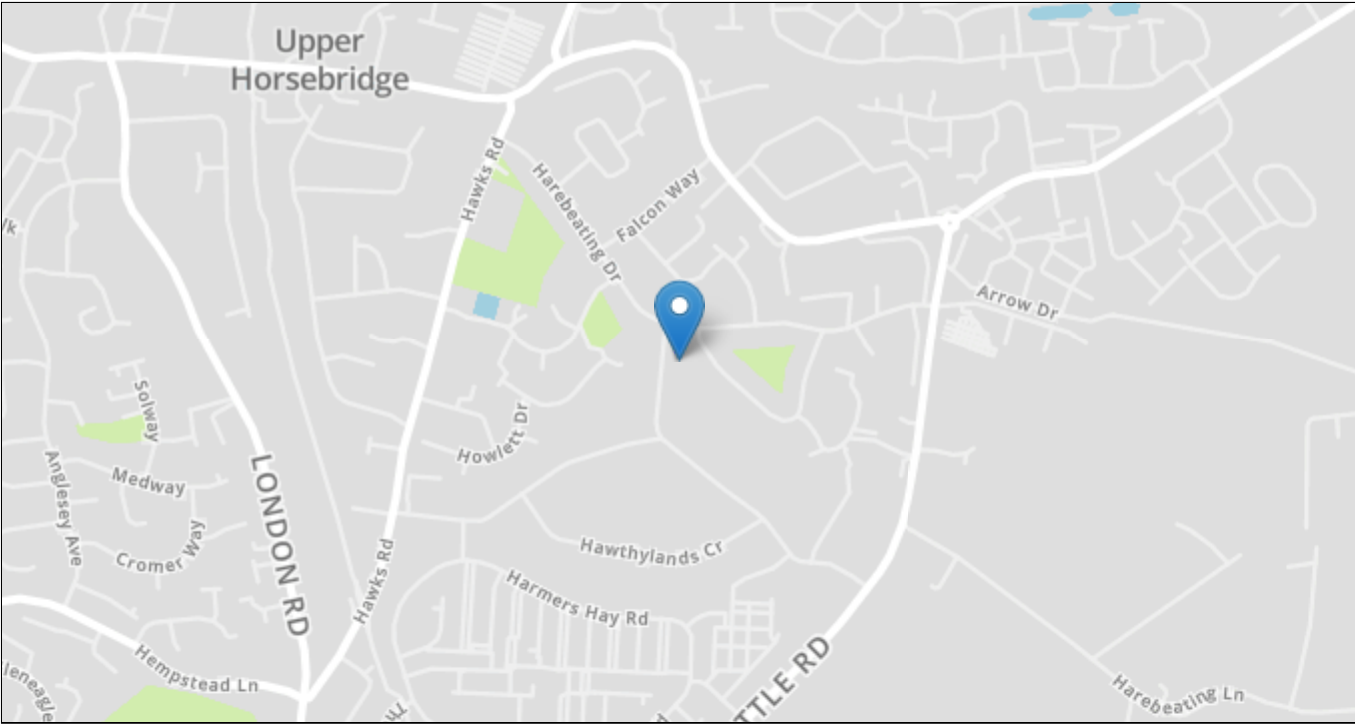 Upper
Horsebridge
Hawks Rd
Harebeating Dr
Falcon Way
Arrow Dr
Solway
Howlett Dr
Medway
Anglesey Ave
LONDON RD
Cromer Way
Hawthylands Cr
Hawks Rd
Harmers Hay Rd
TTLE RD
Hempstead Ln
leneagle
Harebeating Ln